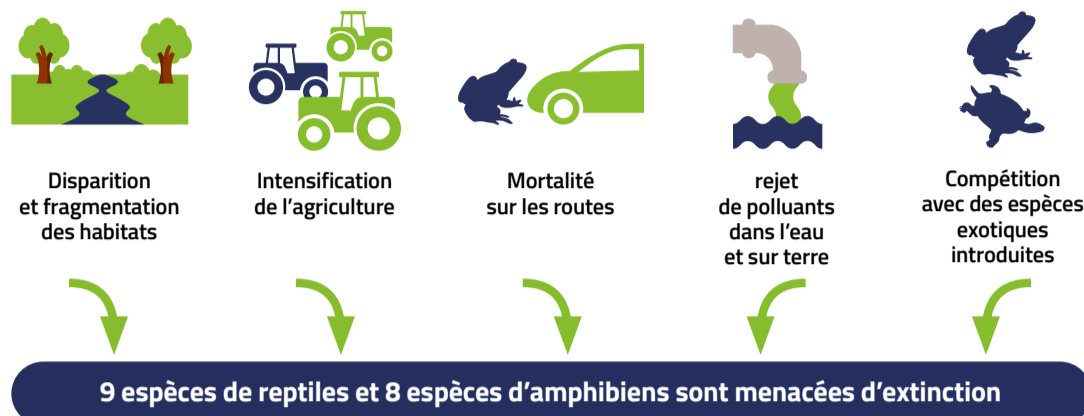 Disparition
et fragmentation
des habitats
Intensification
de l'agriculture
Mortalité
sur les routes
rejet
de polluants
dans l'eau
et sur terre
Compétition
avec des espèces
exotiques
introduites
9 espèces de reptiles et 8 espèces d'amphibiens sont menacées d'extinction